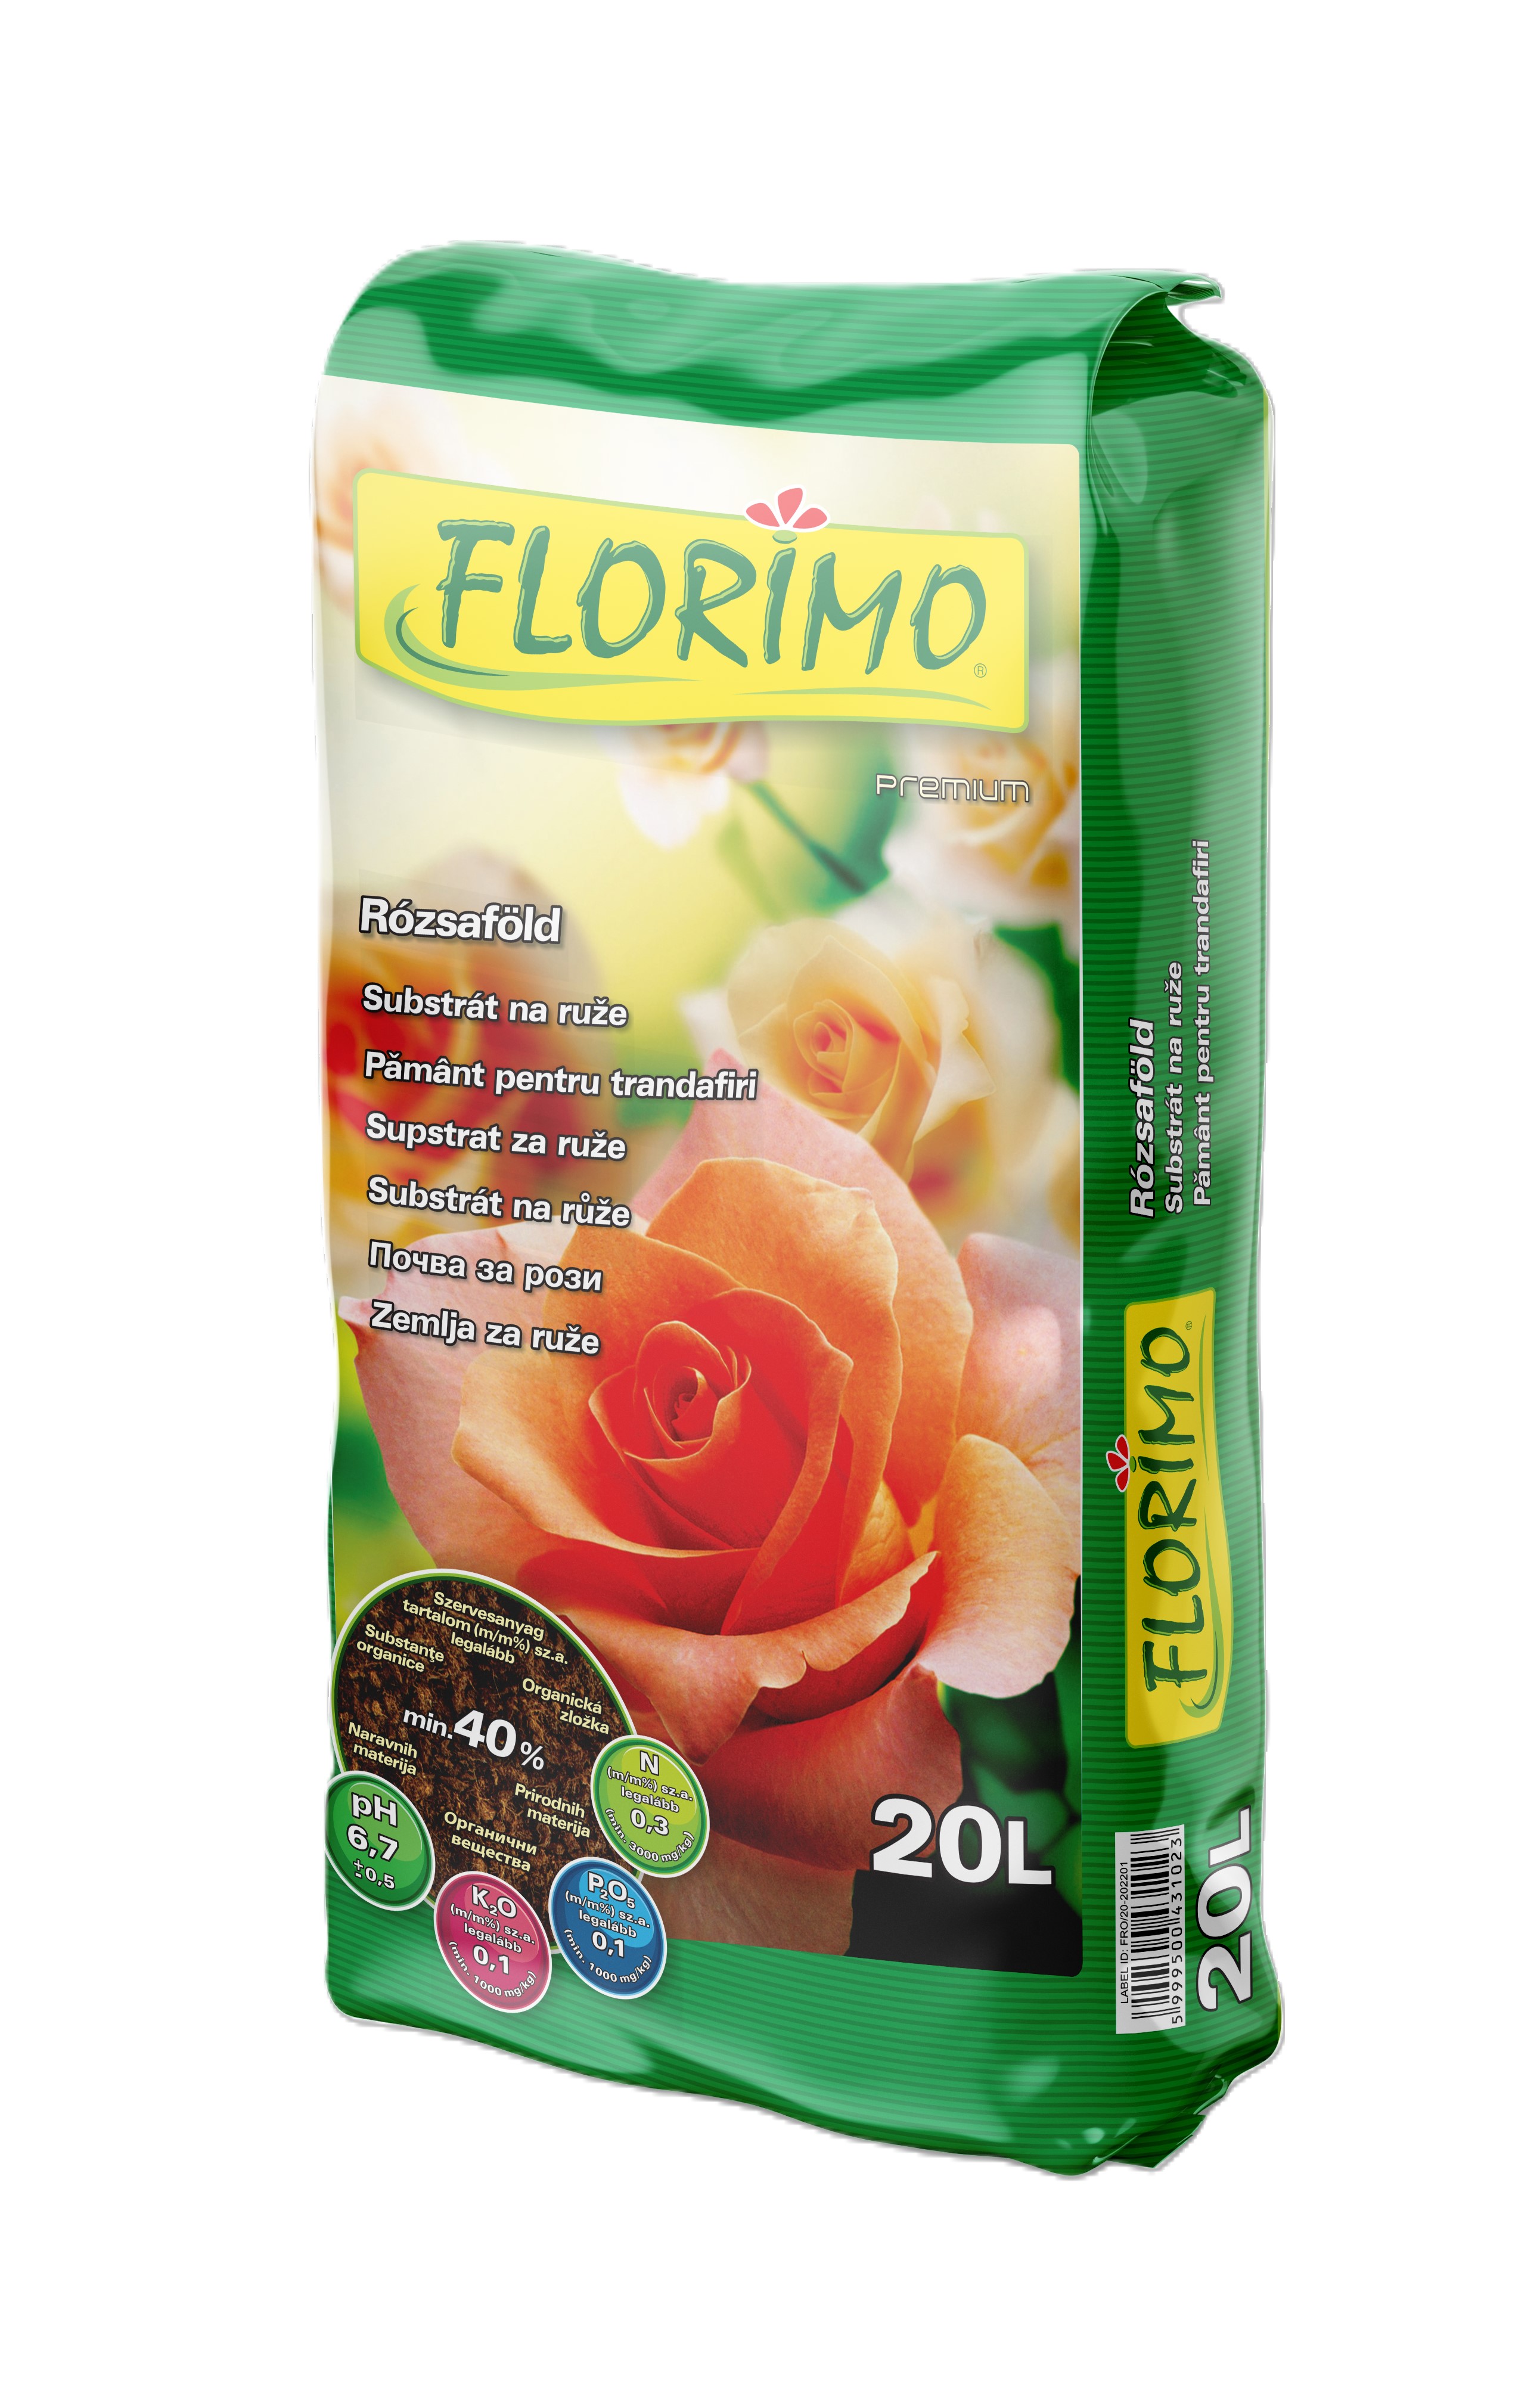 FLORIMO
®
premium
Rózsaföld
Substrát na ruže
Pământ pentru trandafiri
Supstrat za ruže
Substrát na růže
Почва за рози
Zemlja za ruže
Szervesanyag
tartalom (m/m%) sz.a.
legalább
Substanţe
organice
Organická
zložka
min. 40 %
Naravnih
materija
Prirodnih
materija
Органични
вещества
pH
6,7
±0,5
N
(m/m%) sz.a.
legalább
0,3
(min. 3000 mg/kg)
K₂O
(m/m%) sz.a.
legalább
0,1
(min. 1000 mg/kg)
P₂O₅
(m/m%) sz.a.
legalább
0,1
(min. 1000 mg/kg)
20L
Rózsaföld
Substrát na ruže
Pământ pentru trandafiri
FLORIMO
®
LABEL ID: FRO/20-202201
5999500431023
20L